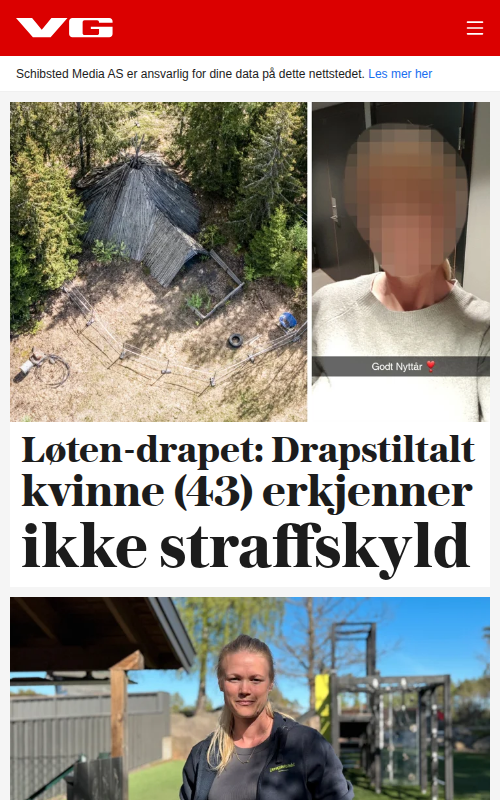 VG
Schibsted Media AS er ansvarlig for dine data på dette nettstedet. Les mer her
Godt Nyttår ❣️
Løten-drapet: Drapstiltalt
kvinne (43) erkjenner
ikke straffskyld